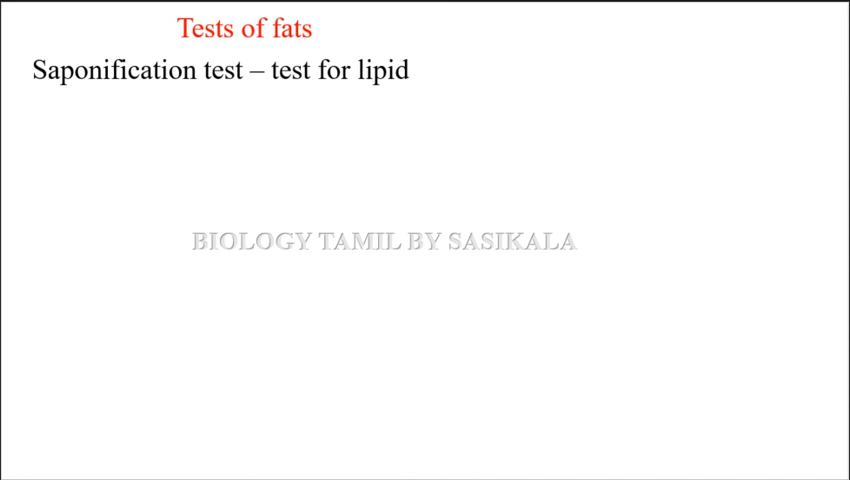 Tests of fats
Saponification test – test for lipid
BIOLOGY TAMIL BY SASIKALA